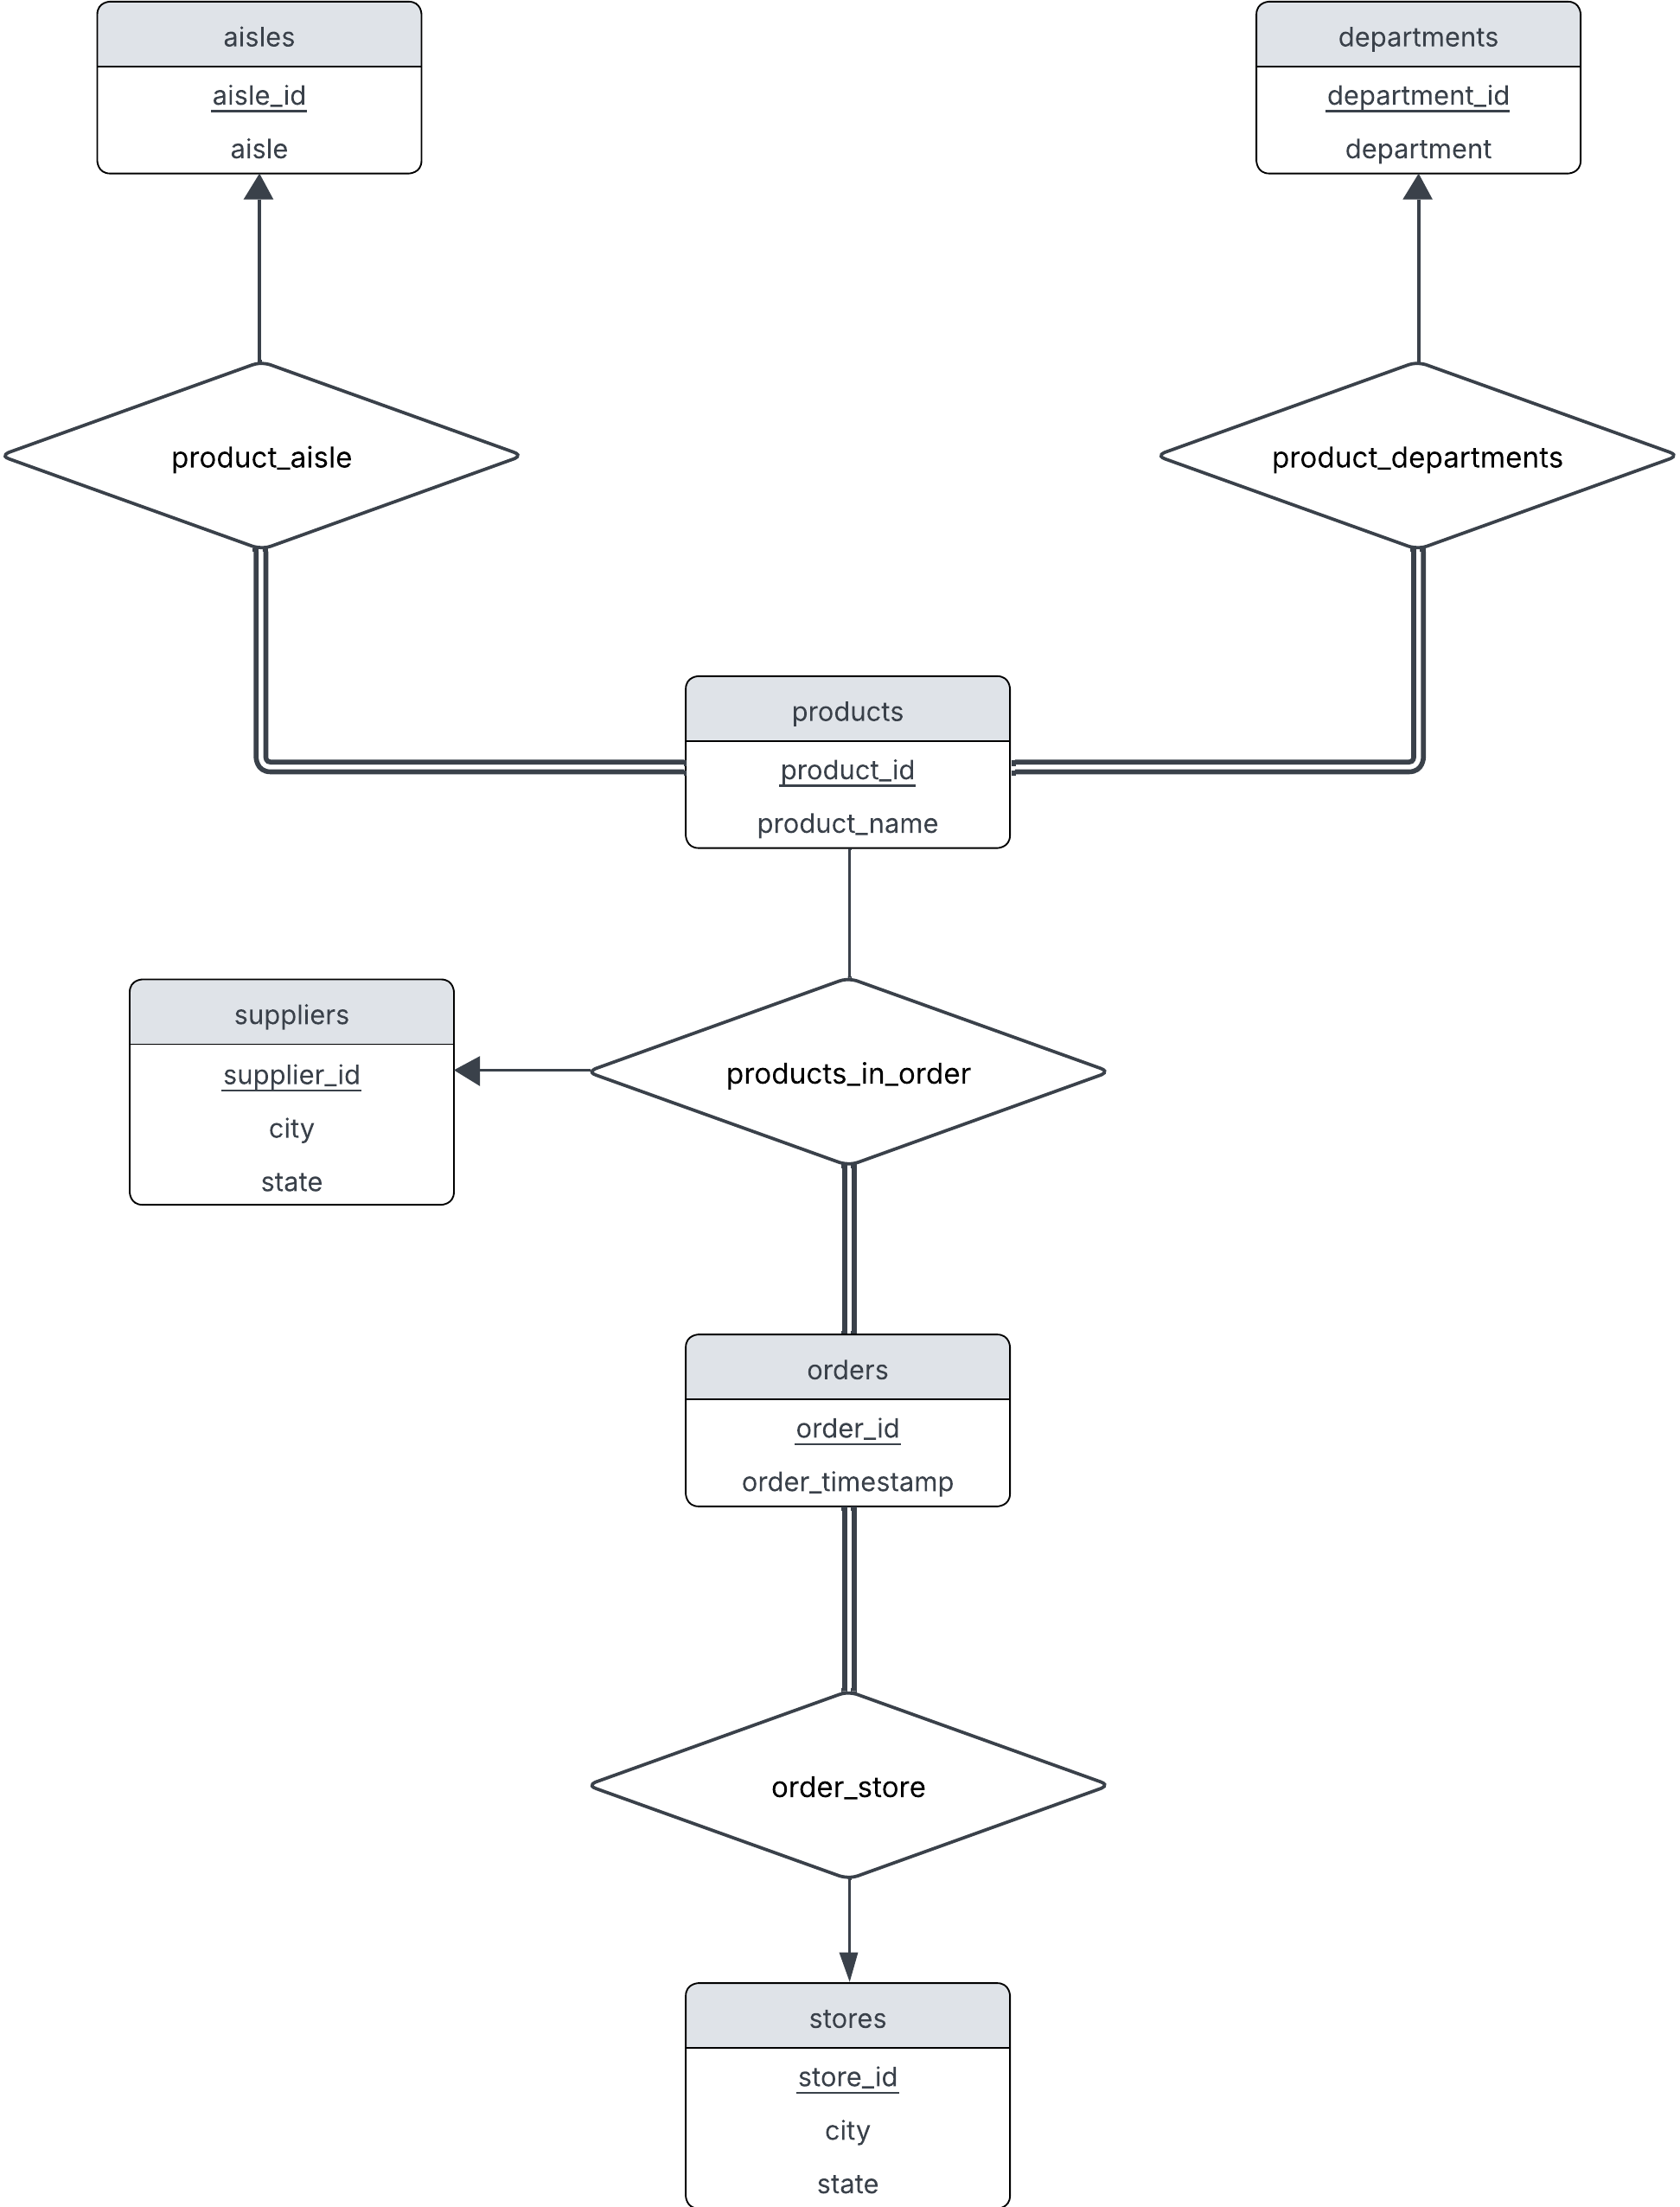 aisles
aisle_id
aisle
departments
department_id
department
product_aisle
product_departments
products
product_id
product_name
suppliers
supplier_id
city
state
products_in_order
orders
order_id
order_timestamp
order_store
stores
store_id
city
state